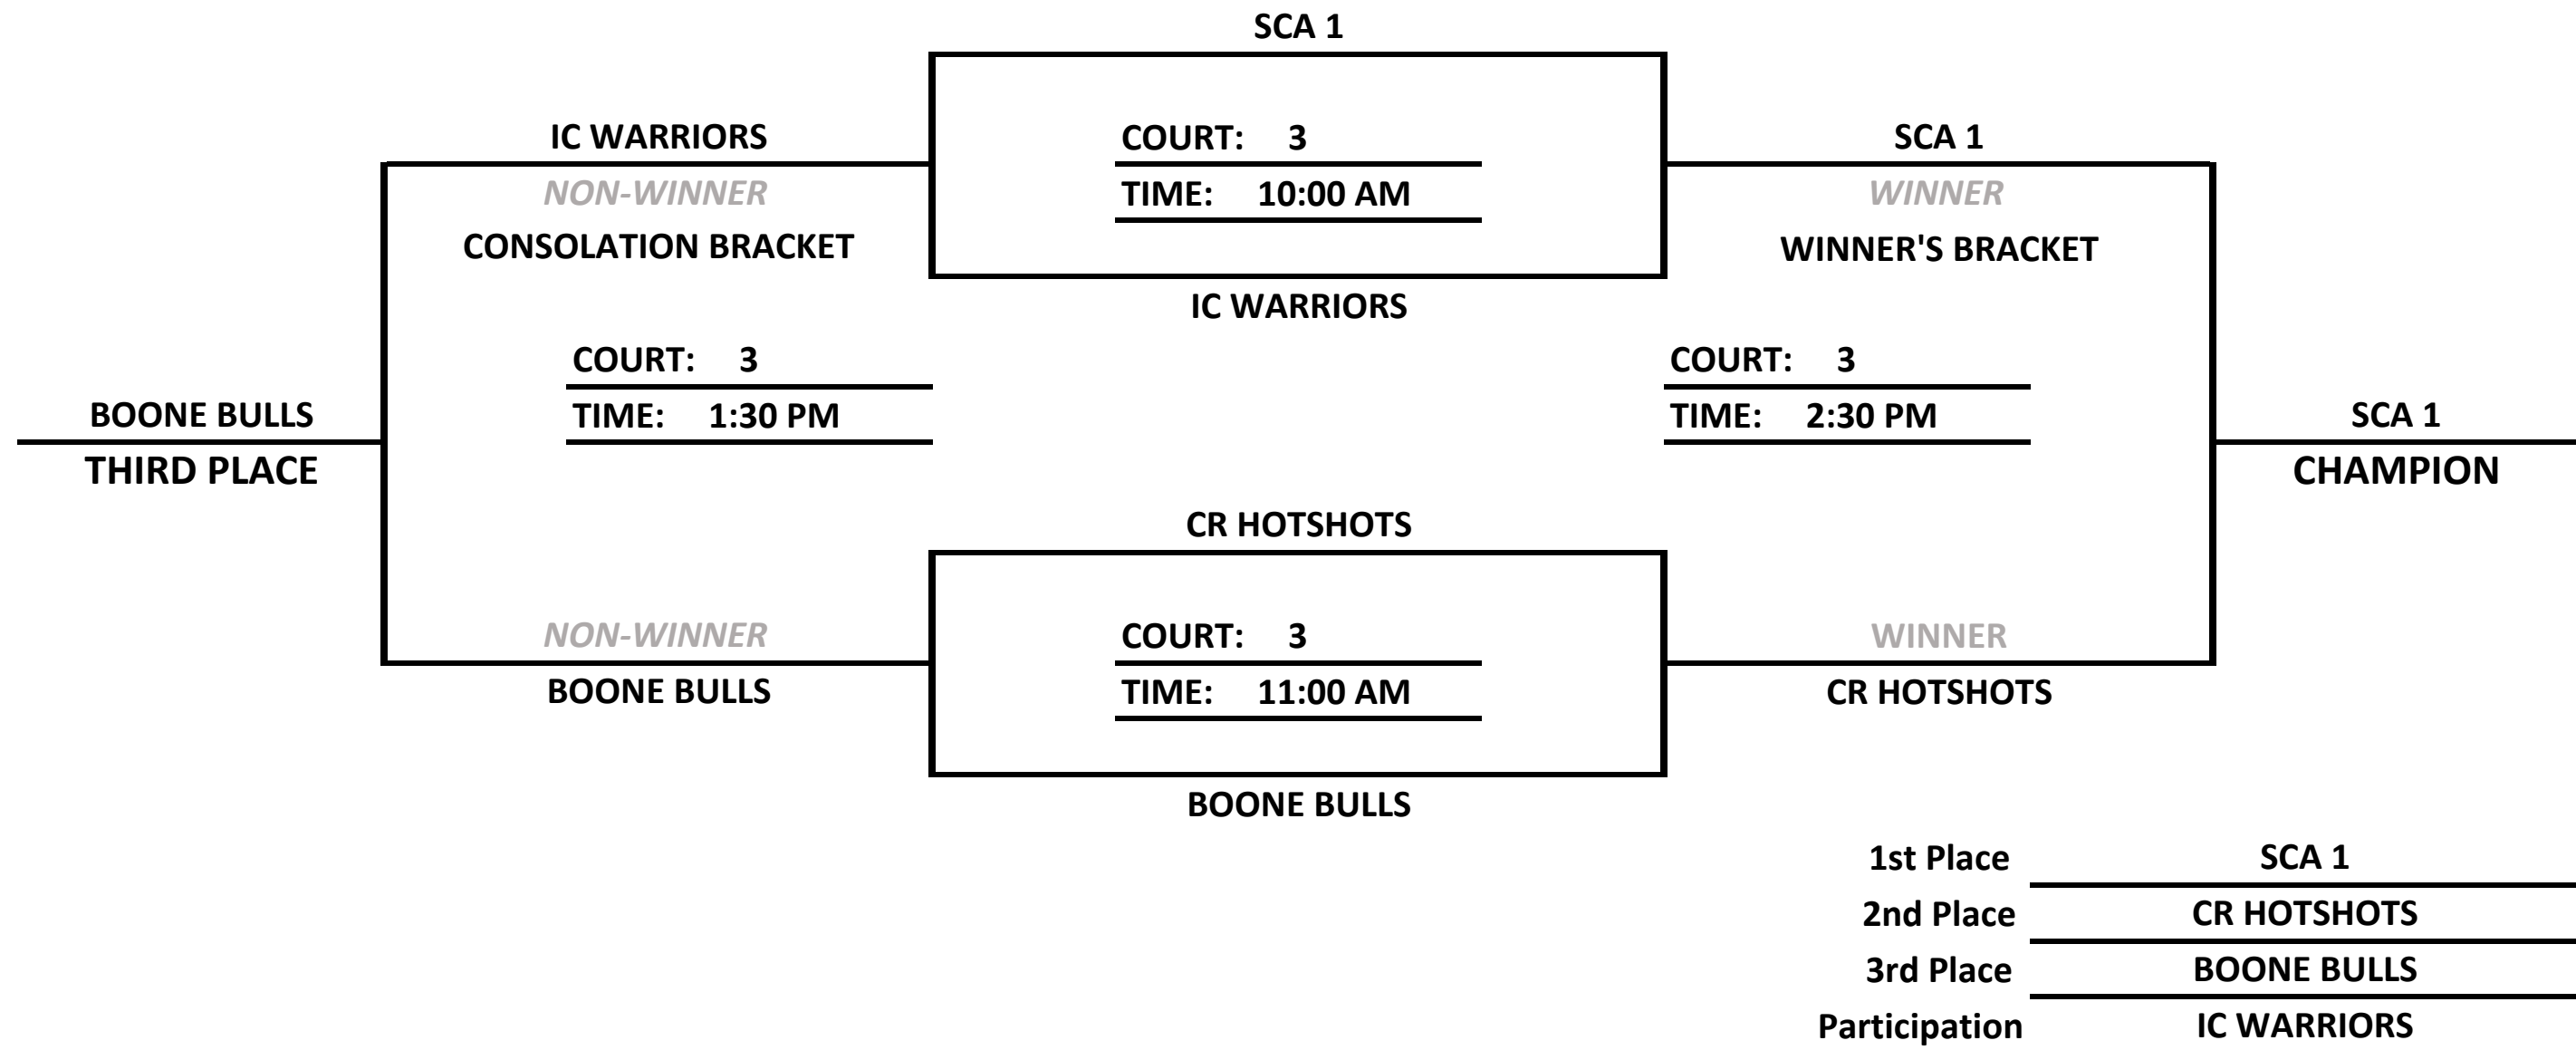 SCA 1
IC WARRIORS
NON-WINNER
CONSOLATION BRACKET
COURT: 3
TIME: 10:00 AM
SCA 1
WINNER
WINNER'S BRACKET
IC WARRIORS
COURT: 3
TIME: 1:30 PM
COURT: 3
TIME: 2:30 PM
BOONE BULLS
THIRD PLACE
SCA 1
CHAMPION
CR HOTSHOTS
NON-WINNER
BOONE BULLS
COURT: 3
TIME: 11:00 AM
WINNER
CR HOTSHOTS
BOONE BULLS
1st Place SCA 1
2nd Place CR HOTSHOTS
3rd Place BOONE BULLS
Participation IC WARRIORS